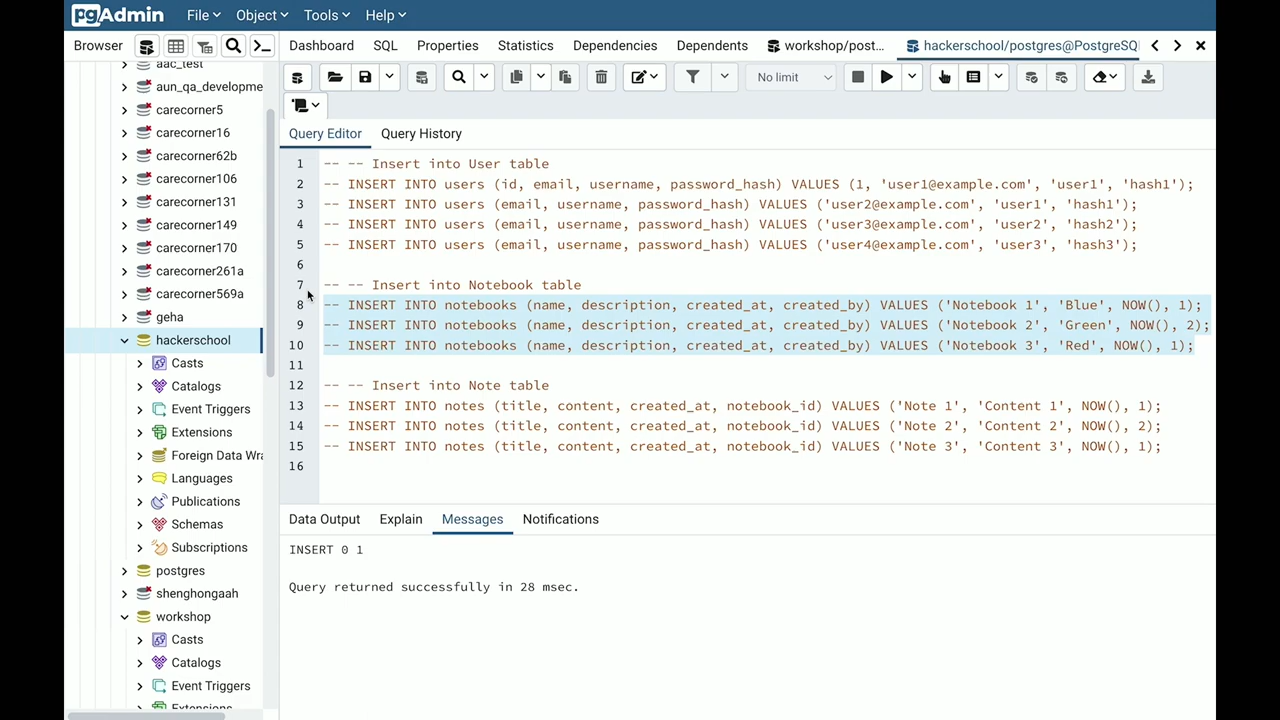 pgAdmin File Object Tools Help
Browser Dashboard SQL Properties Statistics Dependencies Dependents workshop/post... hackerschool/postgres@PostgreSQ
No limit
Query Editor Query History
aac_test
aun_qa_developme
carecorner5
carecorner16
carecorner62b
carecorner106
carecorner131
carecorner149
carecorner170
carecorner261a
carecorner569a
geha
hackerschool
Casts
Catalogs
Event Triggers
Extensions
Foreign Data Wra
Languages
Publications
Schemas
Subscriptions
postgres
shenghongaah
workshop
Casts
Catalogs
Event Triggers
Extensions
1 -- -- Insert into User table
2 -- INSERT INTO users (id, email, username, password_hash) VALUES (1, 'user1@example.com', 'user1', 'hash1');
3 -- INSERT INTO users (email, username, password_hash) VALUES ('user2@example.com', 'user1', 'hash1');
4 -- INSERT INTO users (email, username, password_hash) VALUES ('user3@example.com', 'user2', 'hash2');
5 -- INSERT INTO users (email, username, password_hash) VALUES ('user4@example.com', 'user3', 'hash3');
6
7 -- -- Insert into Notebook table
8 -- INSERT INTO notebooks (name, description, created_at, created_by) VALUES ('Notebook 1', 'Blue', NOW(), 1);
9 -- INSERT INTO notebooks (name, description, created_at, created_by) VALUES ('Notebook 2', 'Green', NOW(), 2);
10 -- INSERT INTO notebooks (name, description, created_at, created_by) VALUES ('Notebook 3', 'Red', NOW(), 1);
11
12 -- -- Insert into Note table
13 -- INSERT INTO notes (title, content, created_at, notebook_id) VALUES ('Note 1', 'Content 1', NOW(), 1);
14 -- INSERT INTO notes (title, content, created_at, notebook_id) VALUES ('Note 2', 'Content 2', NOW(), 2);
15 -- INSERT INTO notes (title, content, created_at, notebook_id) VALUES ('Note 3', 'Content 3', NOW(), 1);
16
Data Output Explain Messages Notifications
INSERT 0 1
Query returned successfully in 28 msec.